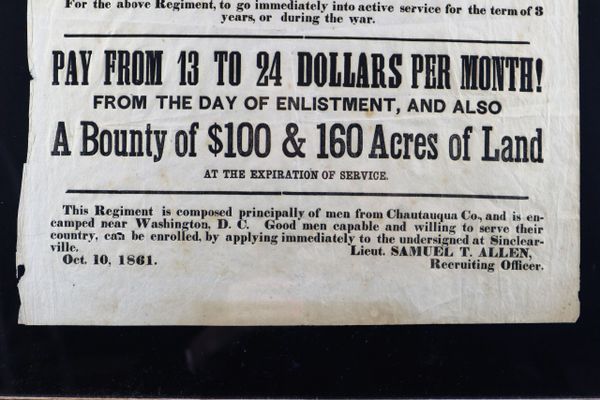 For the above Regiment, to go immediately into active service for the term of 3
years, or during the war.
PAY FROM 13 TO 24 DOLLARS PER MONTH!
FROM THE DAY OF ENLISTMENT, AND ALSO
A Bounty of $100 & 160 Acres of Land
AT THE EXPIRATION OF SERVICE.
This Regiment is composed principally of men from Chautauqua Co., and is en-
camped near Washington, D. C. Good men capable and willing to serve their
country, can be enrolled, by applying immediately to the undersigned at Sinclear-
ville. Lieut. SAMUEL T. ALLEN,
Oct. 10, 1861. Recruiting Officer.